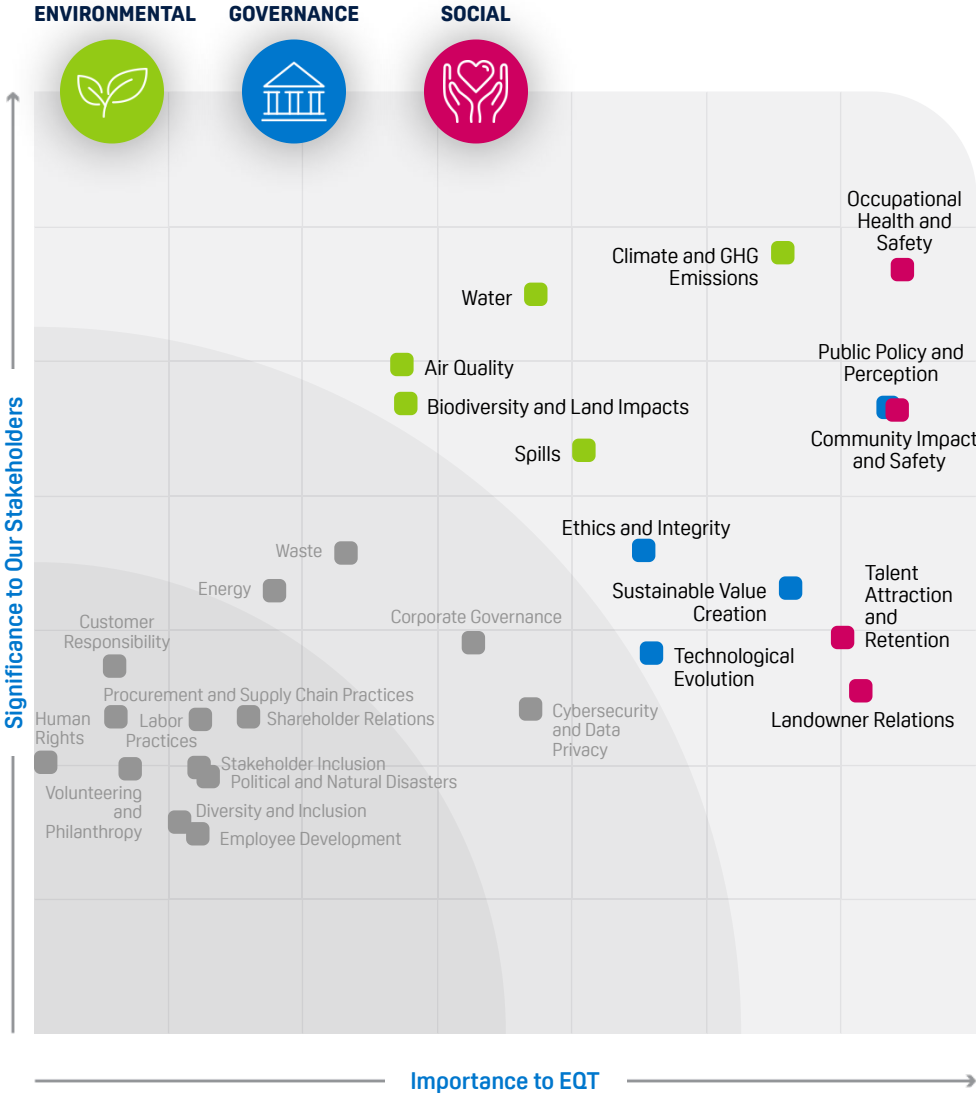 ENVIRONMENTAL
GOVERNANCE
SOCIAL
Occupational
Health and
Safety
Climate and GHG
Emissions
Water
Public Policy and
Perception
Air Quality
Biodiversity and Land Impacts
Community Impact
and Safety
Spills
Ethics and Integrity
Waste
Talent
Attraction
and
Retention
Energy
Sustainable Value
Creation
Corporate Governance
Customer
Responsibility
Technological
Evolution
Procurement and Supply Chain Practices
Human
Rights
Labor
Practices
Shareholder Relations
Cybersecurity
and Data
Privacy
Landowner Relations
Stakeholder Inclusion
Political and Natural Disasters
Volunteering
and
Philanthropy
Diversity and Inclusion
Employee Development
Significance to Our Stakeholders
Importance to EQT